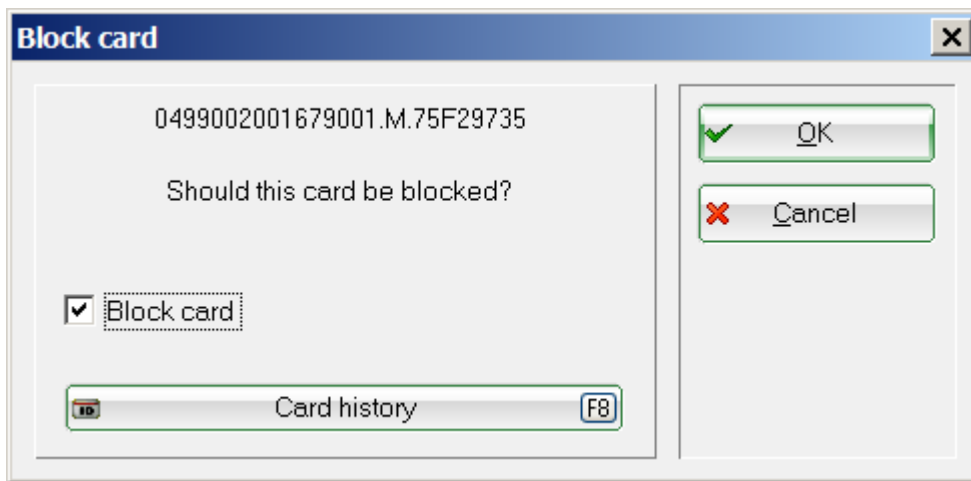 Block card
0499002001679001.M.75F29735
Should this card be blocked?
Block card
Card history F8
OK
Cancel